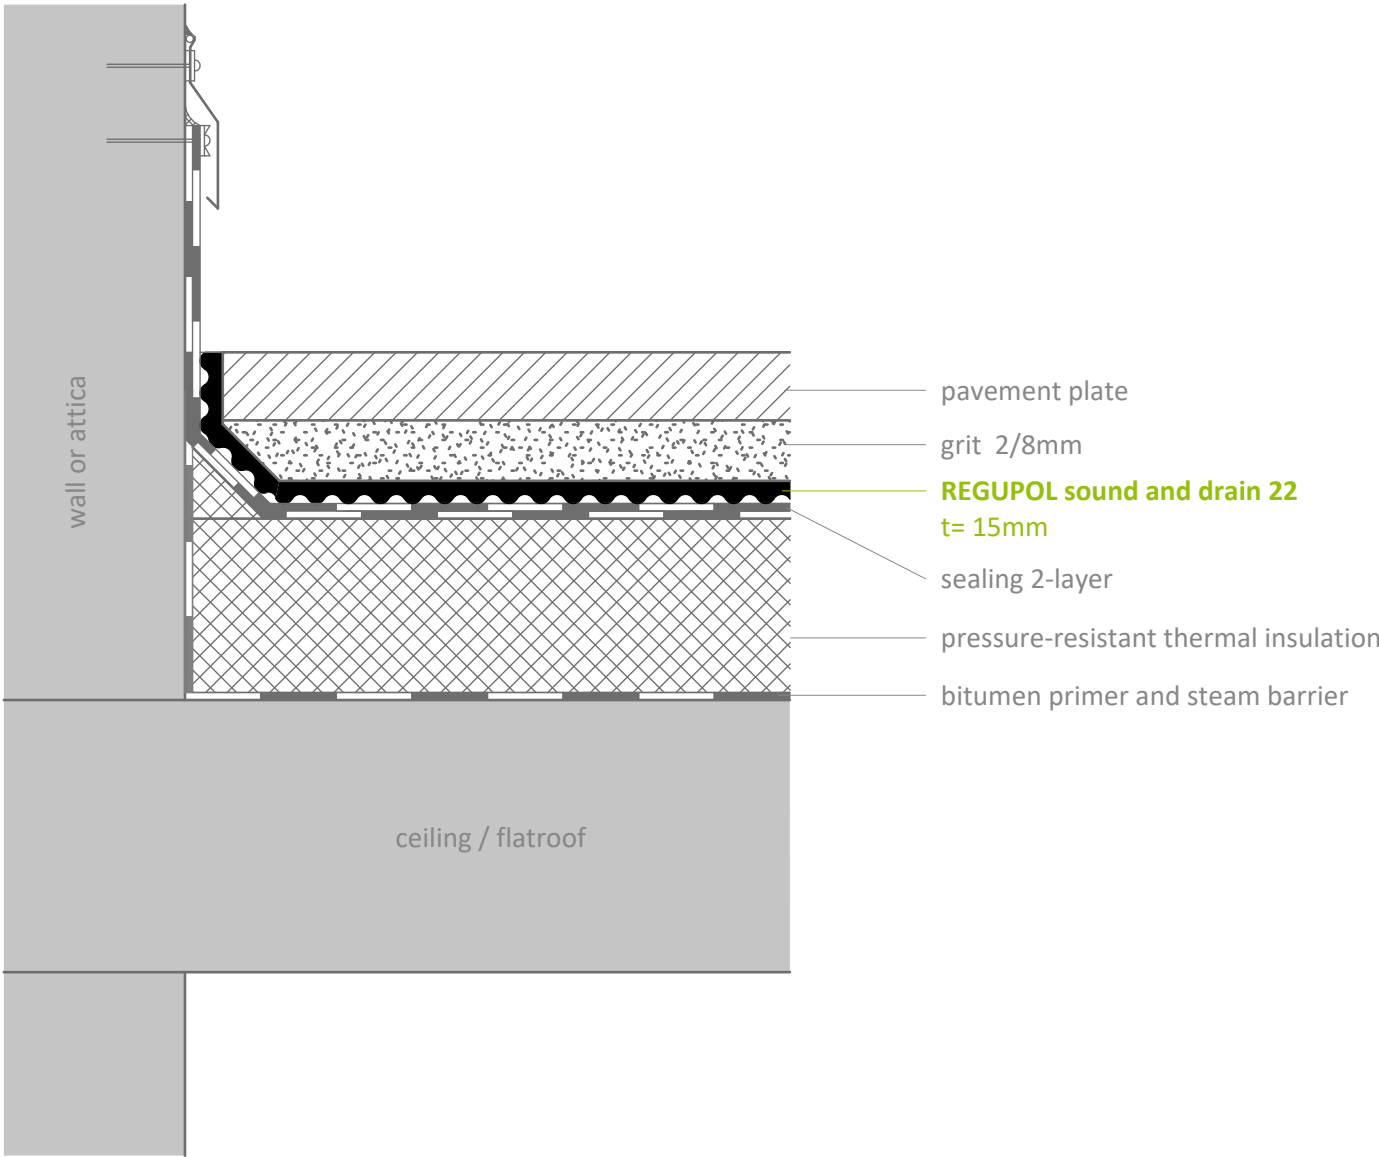 wall or attica
pavement plate
grit 2/8mm
REGUPOL sound and drain 22
t= 15mm
sealing 2-layer
pressure-resistant thermal insulation
bitumen primer and steam barrier
ceiling / flatroof